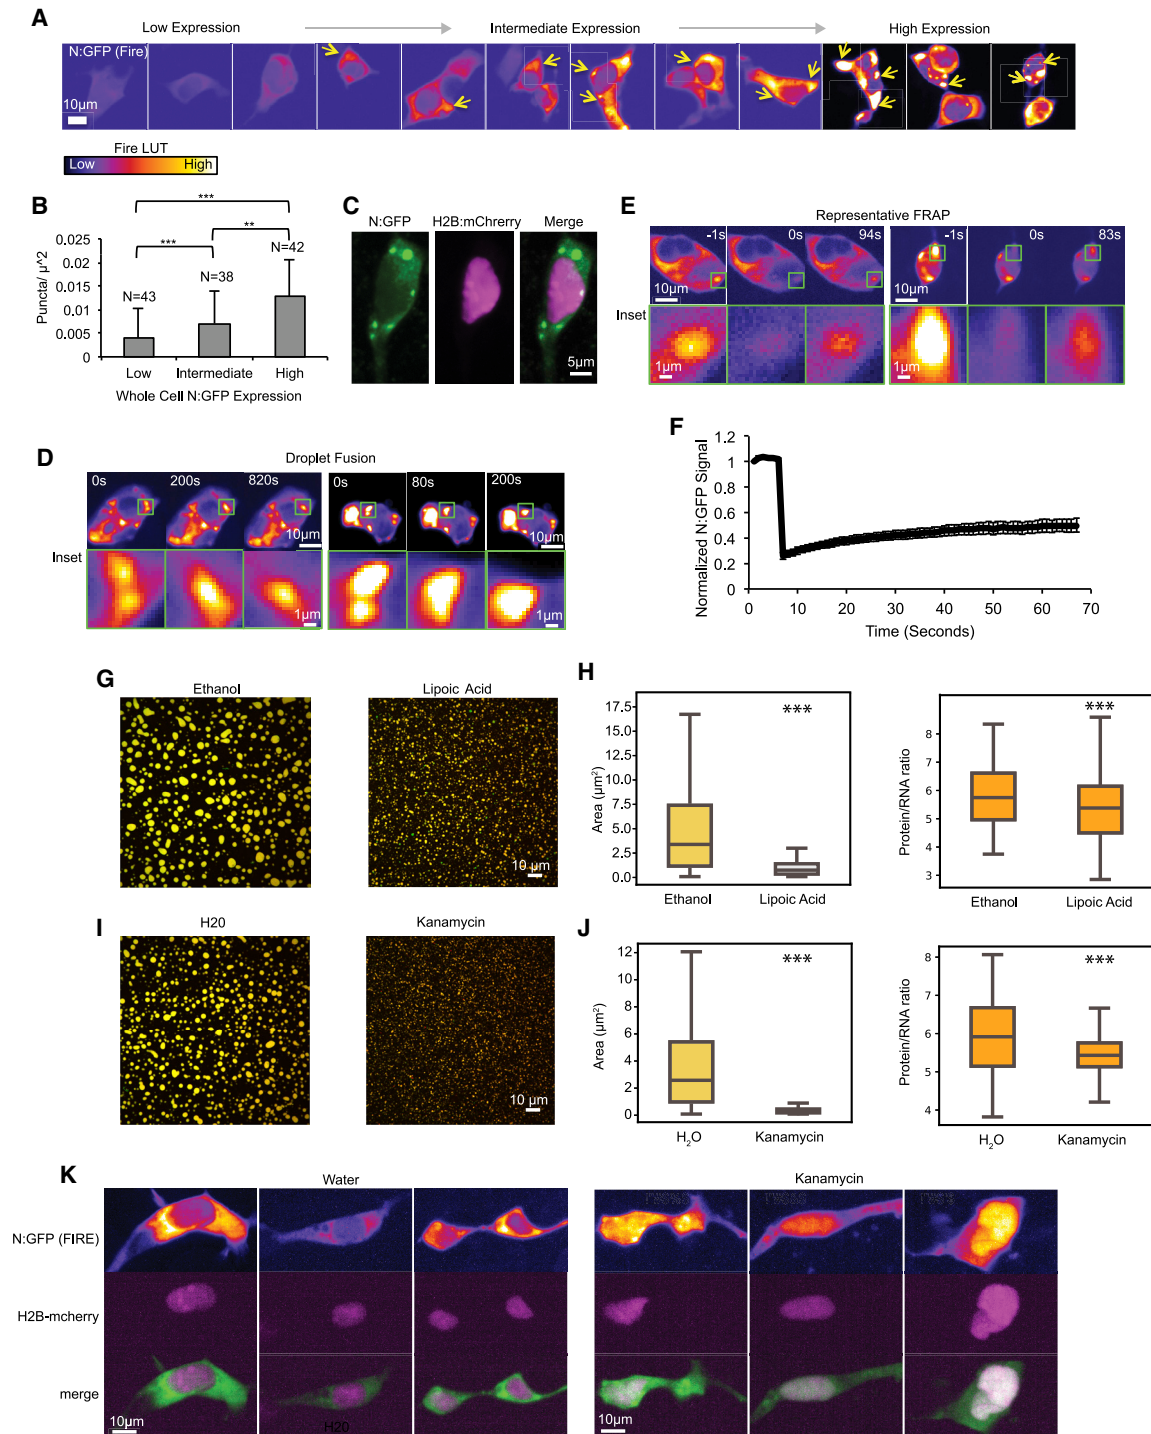 A
Low Expression
Intermediate Expression
High Expression
N:GFP (Fire)
10µm
Fire LUT
Low
High
B
***
***
**
0.025
0.02
0.015
0.01
0.005
0
Puncta/ µ^2
N=43
N=38
N=42
Low
Intermediate
High
Whole Cell N:GFP Expression
C
N:GFP
H2B:mChrerry
Merge
5µm
D
Droplet Fusion
0s
200s
820s
10µm
0s
80s
200s
10µm
Inset
1µm
1µm
E
Representative FRAP
-1s
0s
94s
10µm
-1s
0s
83s
10µm
Inset
1µm
1µm
F
1.2
1
0.8
0.6
0.4
0.2
0
Normalized N:GFP Signal
0
10
20
30
40
50
60
70
Time (Seconds)
G
Ethanol
Lipoic Acid
10 µm
H
17.5
15.0
12.5
10.0
7.5
5.0
2.5
0.0
Area (µm²)
***
Ethanol
Lipoic Acid
8
7
6
5
4
3
Protein/RNA ratio
***
Ethanol
Lipoic Acid
I
H20
Kanamycin
10 µm
J
12
10
8
6
4
2
0
Area (µm²)
***
H₂O
Kanamycin
8
7
6
5
4
Protein/RNA ratio
***
H₂O
Kanamycin
K
Water
Kanamycin
N:GFP (FIRE)
H2B-mcherry
merge
10µm
H20
10µm